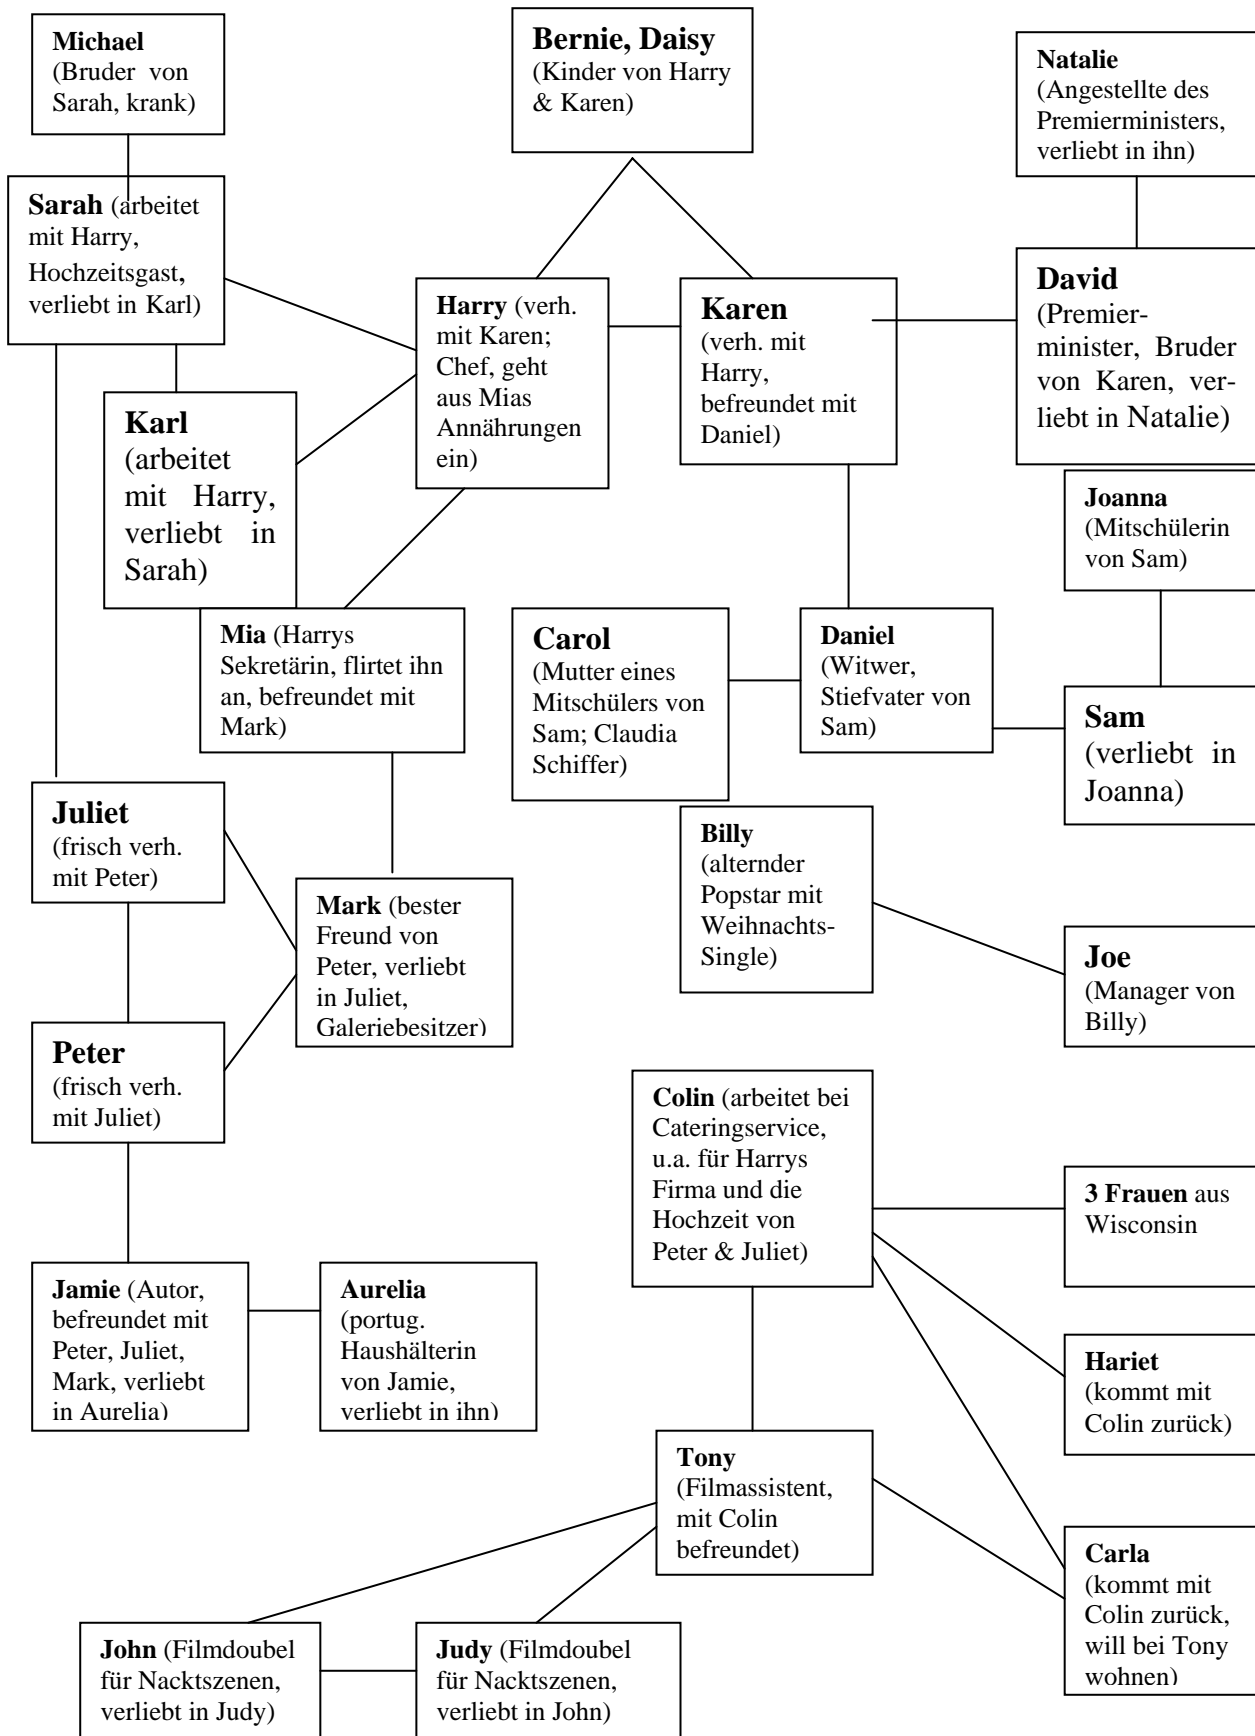 Michael
(Bruder von
Sarah, krank)
Bernie, Daisy
(Kinder von Harry
& Karen)
Natalie
(Angestellte des
Premierministers,
verliebt in ihn)
Sarah (arbeitet
mit Harry,
Hochzeitsgast,
verliebt in Karl)
Harry (verh.
mit Karen;
Chef, geht
aus Mias
Annährungen
ein)
Karen
(verh. mit
Harry,
befreundet mit
Daniel)
David
(Premier-
minister, Bruder
von Karen, ver-
liebt in Natalie)
Karl
(arbeitet
mit Harry,
verliebt in
Sarah)
Joanna
(Mitschülerin
von Sam)
Mia (Harrys
Sekretärin, flirtet ihn
an, befreundet mit
Mark)
Carol
(Mutter eines
Mitschülers von
Sam; Claudia
Schiffer)
Daniel
(Witwer,
Stiefvater von
Sam)
Sam
(verliebt in
Joanna)
Juliet
(frisch verh.
mit Peter)
Billy
(alternder
Popstar mit
Weihnachts-
Single)
Mark (bester
Freund von
Peter, verliebt
in Juliet,
Galeriebesitzer)
Joe
(Manager von
Billy)
Peter
(frisch verh.
mit Juliet)
Colin (arbeitet bei
Cateringservice,
u.a. für Harrys
Firma und die
Hochzeit von
Peter & Juliet)
3 Frauen aus
Wisconsin
Jamie (Autor,
befreundet mit
Peter, Juliet,
Mark, verliebt
in Aurelia)
Aurelia
(portug.
Haushälterin
von Jamie,
verliebt in ihn)
Hariet
(kommt mit
Colin zurück)
Tony
(Filmassistent,
mit Colin
befreundet)
Carla
(kommt mit
Colin zurück,
will bei Tony
wohnen)
John (Filmdoubel
für Nacktszenen,
verliebt in Judy)
Judy (Filmdoubel
für Nacktszenen,
verliebt in John)